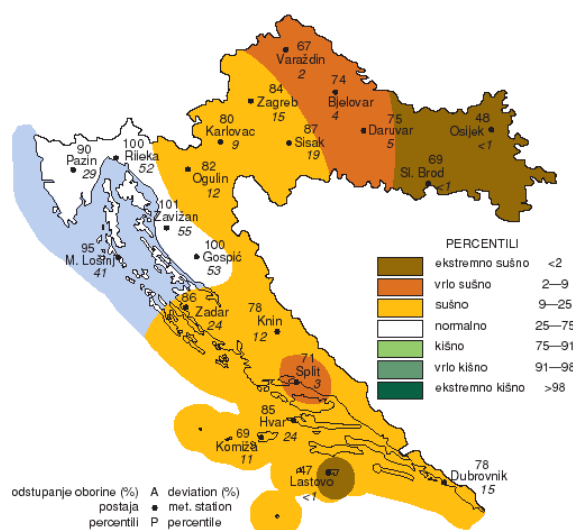 67
Varaždin
2
74
Bjelovar
4
84
Zagreb
15
75
Daruvar
5
48
Osijek
<1
80
Karlovac
9
87
Sisak
19
69
Sl. Brod
<1
90
Pazin
29
100
Rijeka
52
82
Ogulin
12
101
Zavižan
55
95
M. Lošinj
41
100
Gospić
53
86
Zadar
24
78
Knin
12
71
Split
3
85
Hvar
24
69
Komiža
11
47
Lastovo
<1
78
Dubrovnik
15
PERCENTILI
ekstremno sušno <2
vrlo sušno 2—9
sušno 9—25
normalno 25—75
kišno 75—91
vrlo kišno 91—98
ekstremno kišno >98
odstupanje oborine (%) A deviation (%)
postaja met. station
percentili P percentile